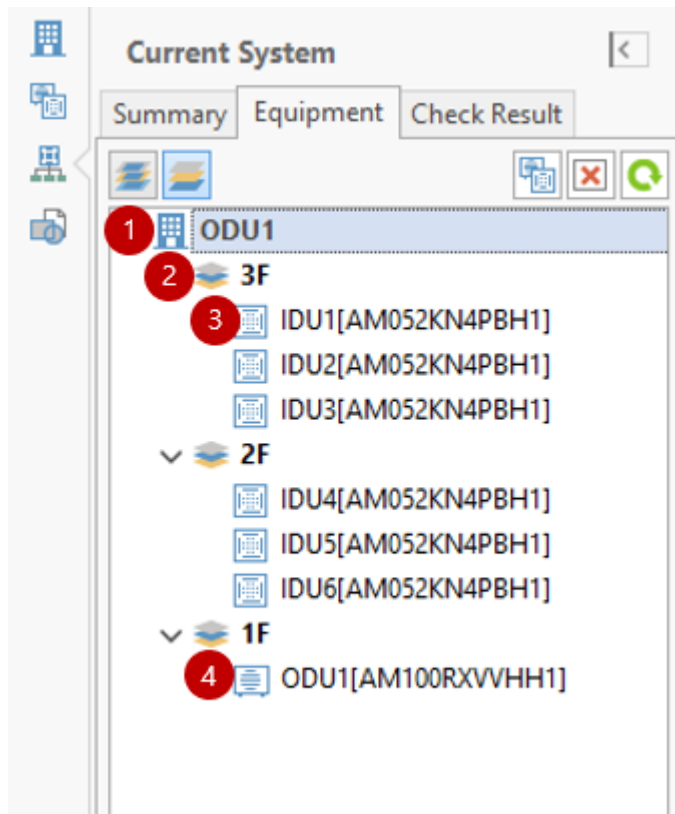 Current System
Summary Equipment Check Result
1 ODU1
2 3F
3 IDU1[AM052KN4PBH1]
IDU2[AM052KN4PBH1]
IDU3[AM052KN4PBH1]
2F
IDU4[AM052KN4PBH1]
IDU5[AM052KN4PBH1]
IDU6[AM052KN4PBH1]
1F
4 ODU1[AM100RXVVHH1]